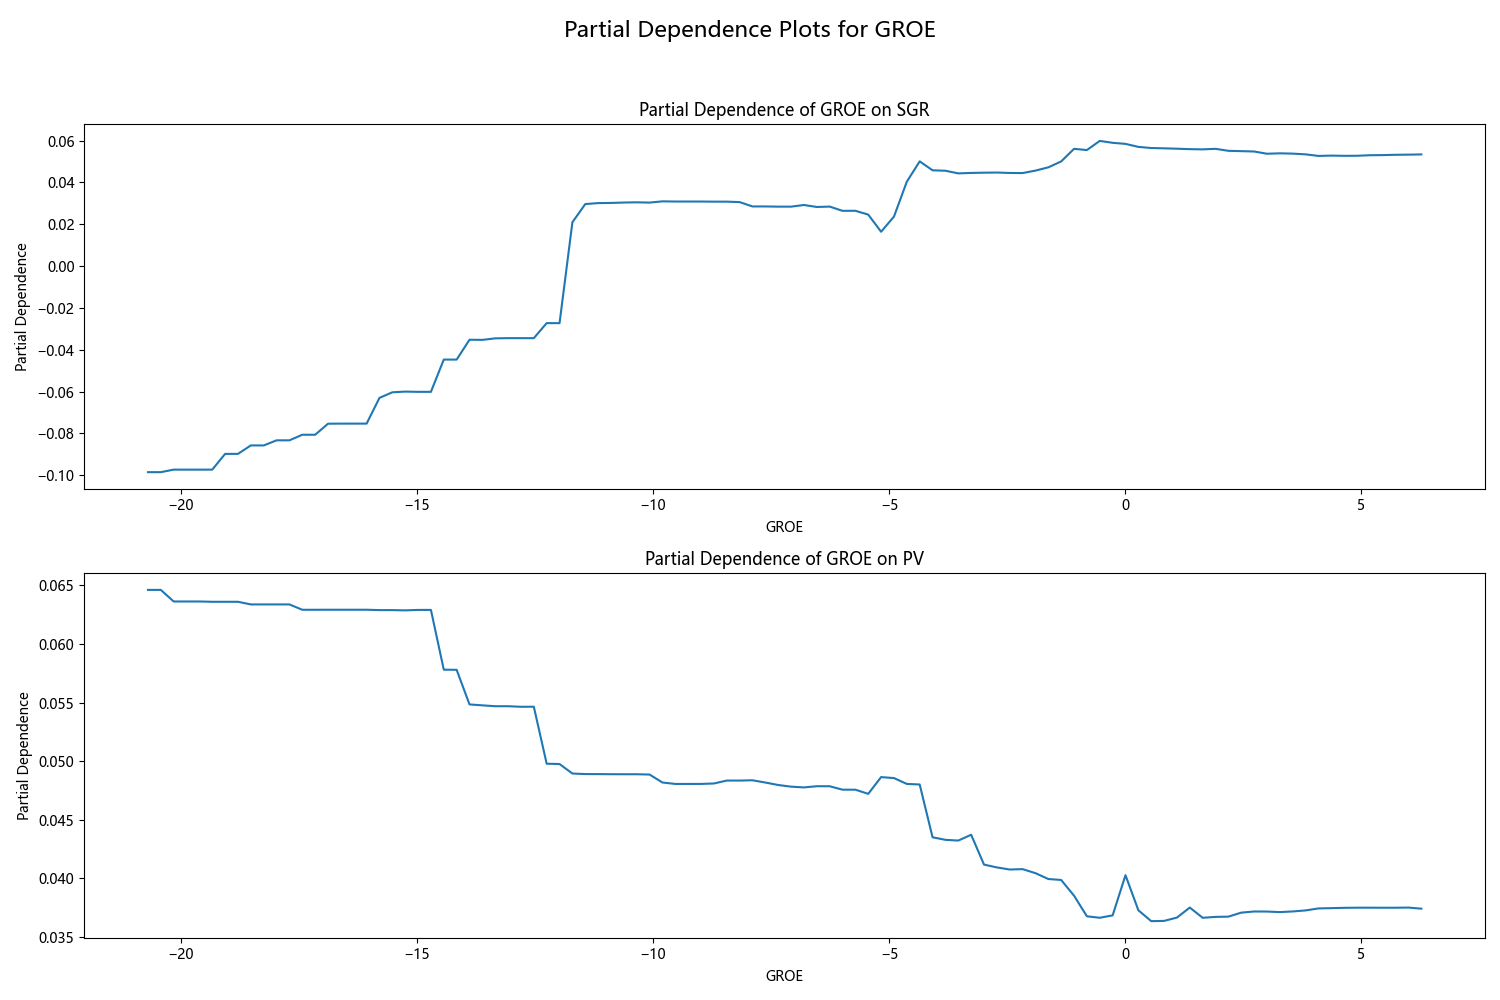 Partial Dependence Plots for GROE
Partial Dependence of GROE on SGR
Partial Dependence
0.06
0.04
0.02
0.00
−0.02
−0.04
−0.06
−0.08
−0.10
−20 −15 −10 −5 0 5
GROE
Partial Dependence of GROE on PV
Partial Dependence
0.065
0.060
0.055
0.050
0.045
0.040
0.035
−20 −15 −10 −5 0 5
GROE